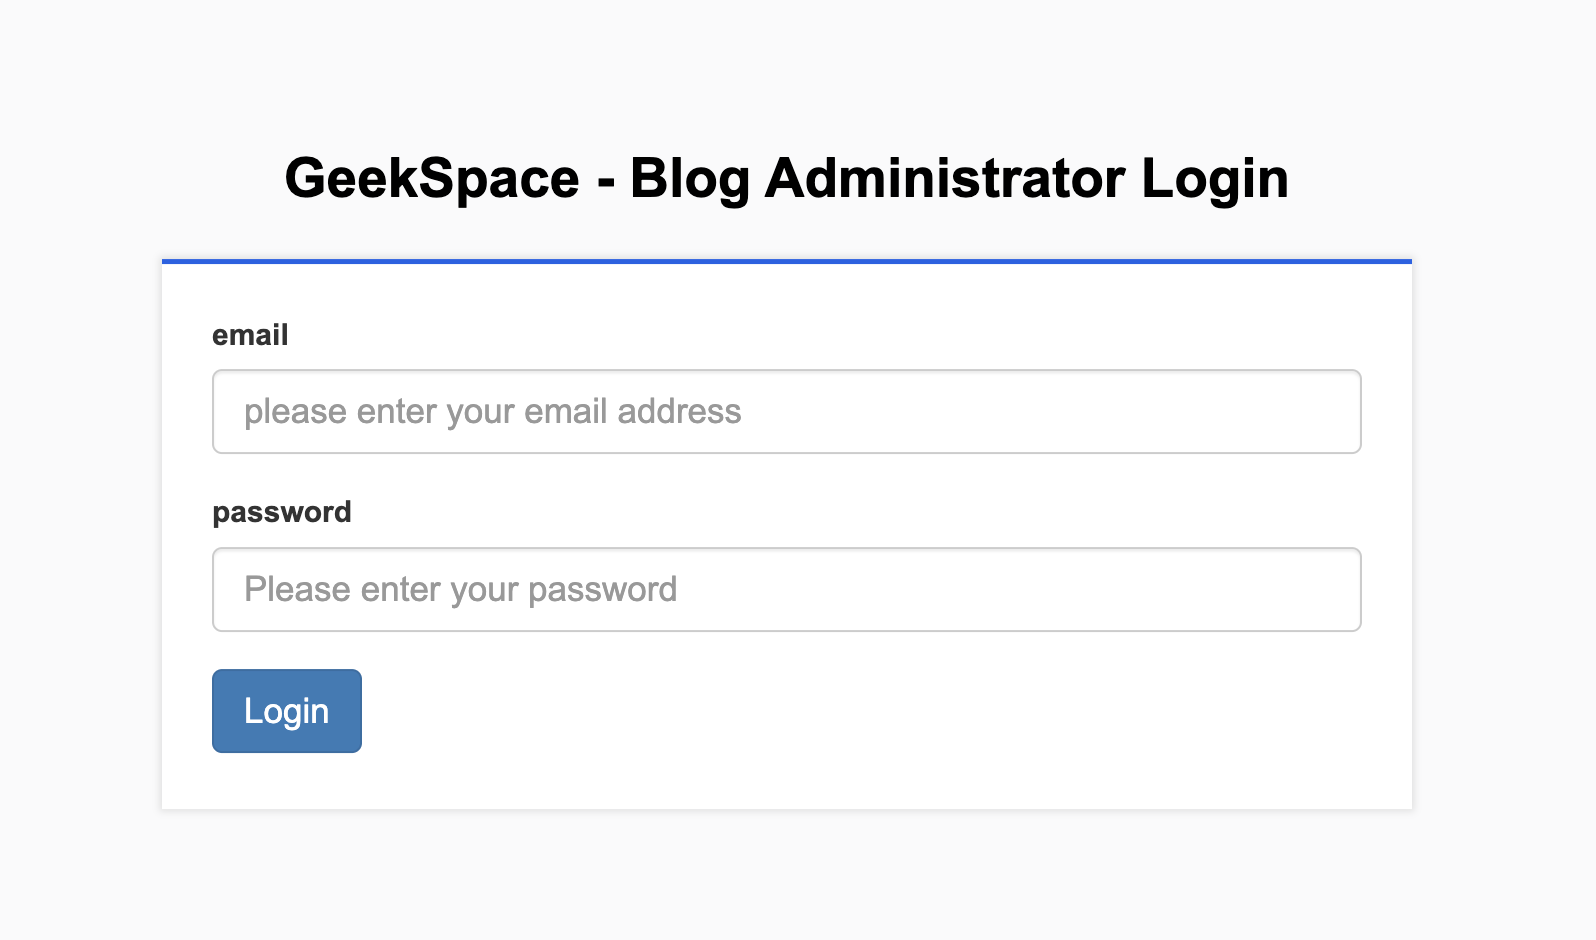 GeekSpace - Blog Administrator Login
email
please enter your email address
password
Please enter your password
Login